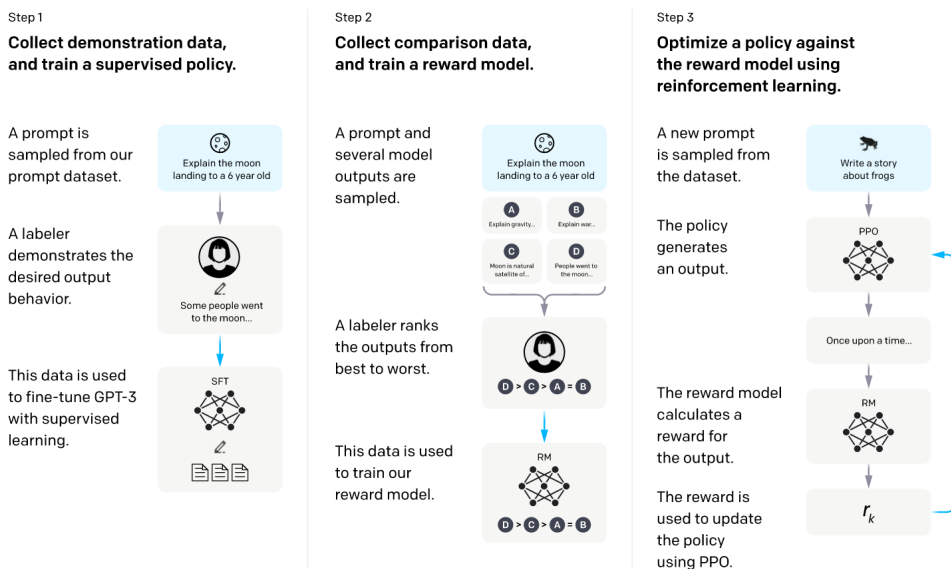 Step 1
Collect demonstration data,
and train a supervised policy.
A prompt is
sampled from our
prompt dataset.
Explain the moon
landing to a 6 year old
A labeler
demonstrates the
desired output
behavior.
Some people went
to the moon...
This data is used
to fine-tune GPT-3
with supervised
learning.
SFT
Step 2
Collect comparison data,
and train a reward model.
A prompt and
several model
outputs are
sampled.
Explain the moon
landing to a 6 year old
A
Explain gravity...
B
Explain war...
C
Moon is natural
satellite of...
D
People went to
the moon...
A labeler ranks
the outputs from
best to worst.
D > C > A = B
This data is used
to train our
reward model.
RM
D > C > A = B
Step 3
Optimize a policy against
the reward model using
reinforcement learning.
A new prompt
is sampled from
the dataset.
Write a story
about frogs
The policy
generates
an output.
PPO
Once upon a time...
The reward model
calculates a
reward for
the output.
RM
The reward is
used to update
the policy
using PPO.
rk